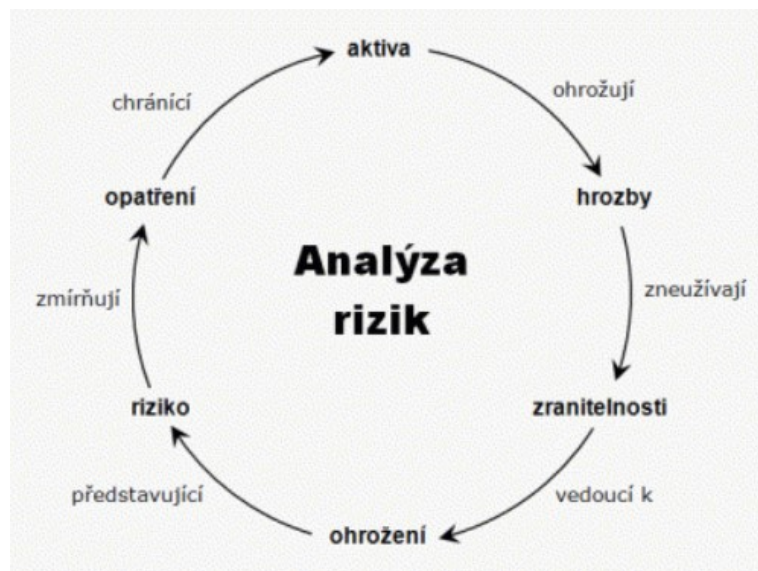 aktiva
ohrožují
hrozby
zneužívají
zranitelnosti
vedoucí k
ohrožení
představující
riziko
zmírňují
opatření
chránící
Analýza
rizik